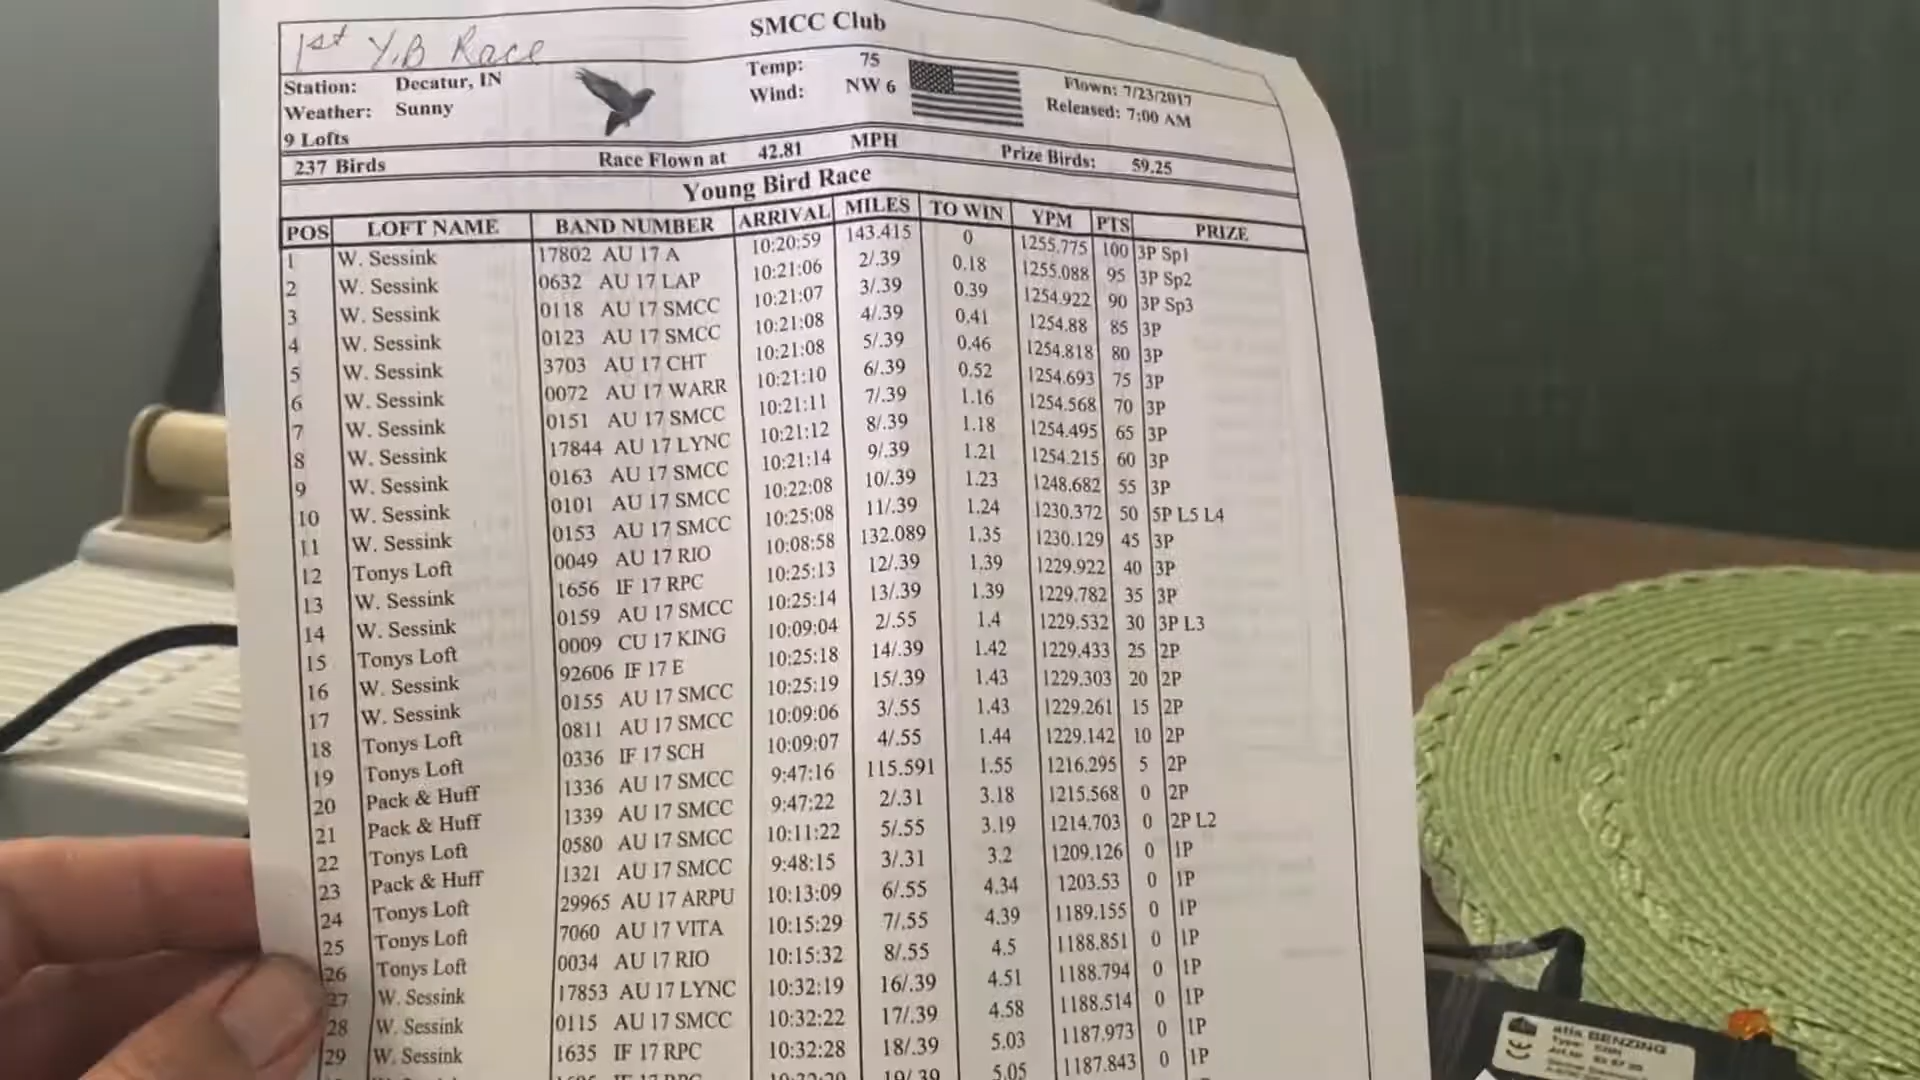 1st Y.B Race
SMCC Club
Station: Decatur, IN Temp: 75 Flown: 7/23/2017
Weather: Sunny Wind: NW 6 Released: 7:00 AM
9 Lofts
237 Birds Race Flown at 42.81 MPH Prize Birds: 59.25
Young Bird Race
POS LOFT NAME BAND NUMBER ARRIVAL MILES TO WIN YPM PTS PRIZE
1 W. Sessink 17802 AU 17 A 10:20:59 143.415 0 1255.775 100 3P Sp1
2 W. Sessink 0632 AU 17 LAP 10:21:06 2/.39 0.18 1255.088 95 3P Sp2
3 W. Sessink 0118 AU 17 SMCC 10:21:07 3/.39 0.39 1254.922 90 3P Sp3
4 W. Sessink 0123 AU 17 SMCC 10:21:08 4/.39 0.41 1254.88 85 3P
5 W. Sessink 3703 AU 17 CHT 10:21:08 5/.39 0.46 1254.818 80 3P
6 W. Sessink 0072 AU 17 WARR 10:21:10 6/.39 0.52 1254.693 75 3P
7 W. Sessink 0151 AU 17 SMCC 10:21:11 7/.39 1.16 1254.568 70 3P
8 W. Sessink 17844 AU 17 LYNC 10:21:12 8/.39 1.18 1254.495 65 3P
9 W. Sessink 0163 AU 17 SMCC 10:21:14 9/.39 1.21 1254.215 60 3P
10 W. Sessink 0101 AU 17 SMCC 10:22:08 10/.39 1.23 1248.682 55 3P
11 W. Sessink 0153 AU 17 SMCC 10:25:08 11/.39 1.24 1230.372 50 5P L5 L4
12 Tonys Loft 0049 AU 17 RIO 10:08:58 132.089 1.35 1230.129 45 3P
13 W. Sessink 1656 IF 17 RPC 10:25:13 12/.39 1.39 1229.922 40 3P
14 W. Sessink 0159 AU 17 SMCC 10:25:14 13/.39 1.39 1229.782 35 3P
15 Tonys Loft 0009 CU 17 KING 10:09:04 2/.55 1.4 1229.532 30 3P L3
16 W. Sessink 92606 IF 17 E 10:25:18 14/.39 1.42 1229.433 25 2P
17 W. Sessink 0155 AU 17 SMCC 10:25:19 15/.39 1.43 1229.303 20 2P
18 Tonys Loft 0811 AU 17 SMCC 10:09:06 3/.55 1.43 1229.261 15 2P
19 Tonys Loft 0336 IF 17 SCH 10:09:07 4/.55 1.44 1229.142 10 2P
20 Pack & Huff 1336 AU 17 SMCC 9:47:16 115.591 1.55 1216.295 5 2P
21 Pack & Huff 1339 AU 17 SMCC 9:47:22 2/.31 3.18 1215.568 0 2P
22 Tonys Loft 0580 AU 17 SMCC 10:11:22 5/.55 3.19 1214.703 0 2P L2
23 Pack & Huff 1321 AU 17 SMCC 9:48:15 3/.31 3.2 1209.126 0 1P
24 Tonys Loft 29965 AU 17 ARPU 10:13:09 6/.55 4.34 1203.53 0 1P
25 Tonys Loft 7060 AU 17 VITA 10:15:29 7/.55 4.39 1189.155 0 1P
26 Tonys Loft 0034 AU 17 RIO 10:15:32 8/.55 4.5 1188.851 0 1P
27 W. Sessink 17853 AU 17 LYNC 10:32:19 16/.39 4.51 1188.794 0 1P
28 W. Sessink 0115 AU 17 SMCC 10:32:22 17/.39 4.58 1188.514 0 1P
29 W. Sessink 1635 IF 17 RPC 10:32:28 18/.39 5.03 1187.973 0 1P
IF 17 RPC 19/.39 5.05 1187.843 0 1P
BENZING